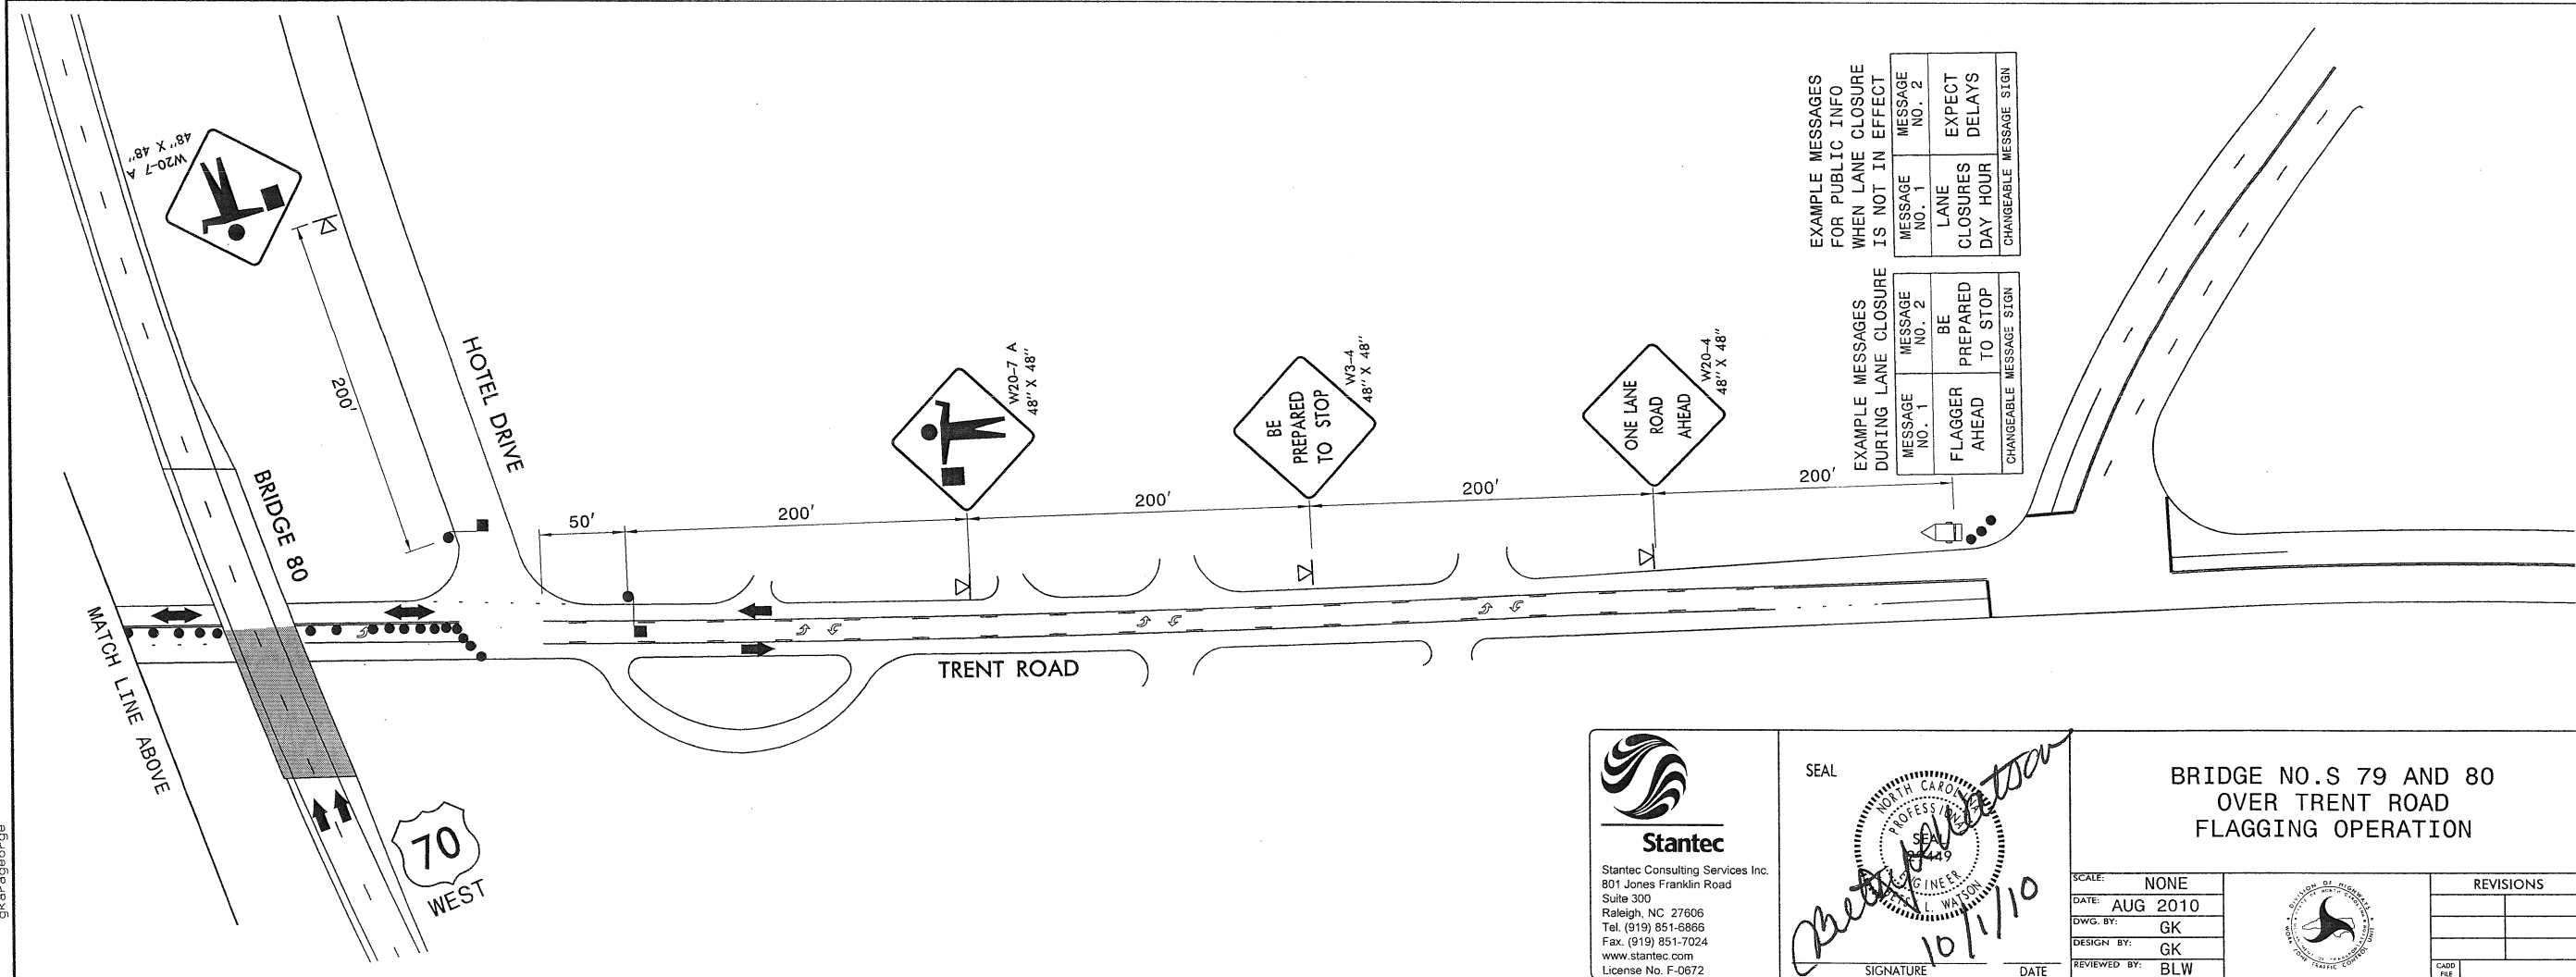 W20-7 A
48" X 48"
200'
HOTEL DRIVE
BRIDGE 80
MATCH LINE ABOVE
70
WEST
50'
200'
200'
200'
200'
W20-7 A
48" X 48"
BE
PREPARED
TO STOP
W3-4
48" X 48"
ONE LANE
ROAD
AHEAD
W20-4
48" X 48"
TRENT ROAD
EXAMPLE MESSAGES
FOR PUBLIC INFO
WHEN LANE CLOSURE
IS NOT IN EFFECT
MESSAGE
NO. 1
MESSAGE
NO. 2
LANE
CLOSURES
DAY HOUR
EXPECT
DELAYS
CHANGEABLE MESSAGE SIGN
EXAMPLE MESSAGES
DURING LANE CLOSURE
MESSAGE
NO. 1
MESSAGE
NO. 2
FLAGGER
AHEAD
BE
PREPARED
TO STOP
CHANGEABLE MESSAGE SIGN
Stantec
Stantec Consulting Services Inc.
801 Jones Franklin Road
Suite 300
Raleigh, NC 27606
Tel. (919) 851-6866
Fax. (919) 851-7024
www.stantec.com
License No. F-0672
SEAL
NORTH CAROLINA
PROFESSIONAL
SEAL
ENGINEER
L. WATSON
10/1/10
SIGNATURE
DATE
BRIDGE NO.S 79 AND 80
OVER TRENT ROAD
FLAGGING OPERATION
SCALE: NONE
DATE: AUG 2010
DWG. BY: GK
DESIGN BY: GK
REVIEWED BY: BLW
DIVISION OF HIGHWAYS
WORK ZONE TRAFFIC CONTROL UNIT
REVISIONS
CADD
FILE